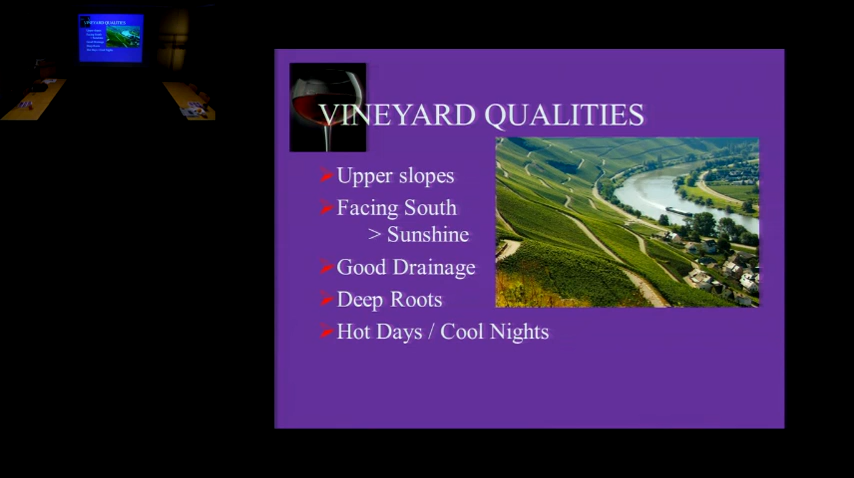 VINEYARD QUALITIES
Upper slopes
Facing South
> Sunshine
Good Drainage
Deep Roots
Hot Days / Cool Nights